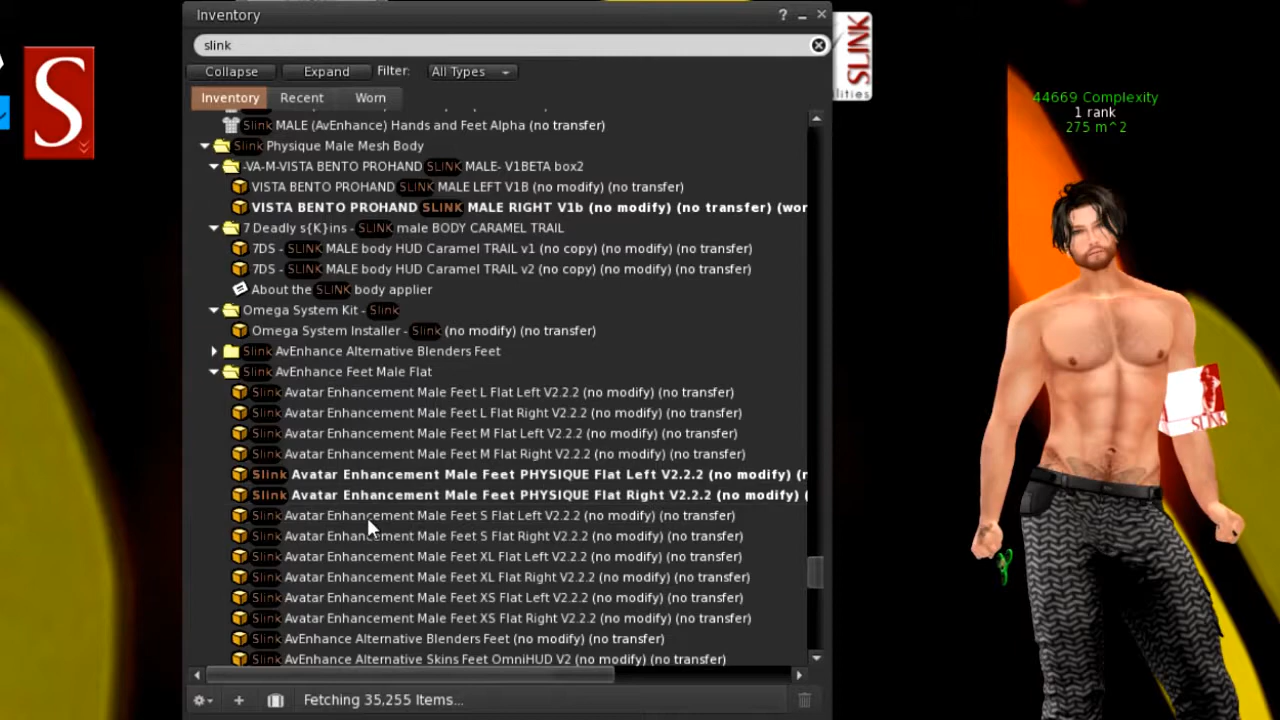 Inventory
?
slink
Collapse
Expand
Filter:
All Types
Inventory
Recent
Worn
Slink MALE (AvEnhance) Hands and Feet Alpha (no transfer)
Slink Physique Male Mesh Body
-VA-M-VISTA BENTO PROHAND SLINK MALE- V1BETA box2
VISTA BENTO PROHAND SLINK MALE LEFT V1B (no modify) (no transfer)
VISTA BENTO PROHAND SLINK MALE RIGHT V1b (no modify) (no transfer) (wor
7 Deadly s{K}ins - SLINK male BODY CARAMEL TRAIL
7DS - SLINK MALE body HUD Caramel TRAIL v1 (no copy) (no modify) (no transfer)
7DS - SLINK MALE body HUD Caramel TRAIL v2 (no copy) (no modify) (no transfer)
About the SLINK body applier
Omega System Kit - Slink
Omega System Installer - Slink (no modify) (no transfer)
Slink AvEnhance Alternative Blenders Feet
Slink AvEnhance Feet Male Flat
Slink Avatar Enhancement Male Feet L Flat Left V2.2.2 (no modify) (no transfer)
Slink Avatar Enhancement Male Feet L Flat Right V2.2.2 (no modify) (no transfer)
Slink Avatar Enhancement Male Feet M Flat Left V2.2.2 (no modify) (no transfer)
Slink Avatar Enhancement Male Feet M Flat Right V2.2.2 (no modify) (no transfer)
Slink Avatar Enhancement Male Feet PHYSIQUE Flat Left V2.2.2 (no modify) (r
Slink Avatar Enhancement Male Feet PHYSIQUE Flat Right V2.2.2 (no modify) (
Slink Avatar Enhancement Male Feet S Flat Left V2.2.2 (no modify) (no transfer)
Slink Avatar Enhancement Male Feet S Flat Right V2.2.2 (no modify) (no transfer)
Slink Avatar Enhancement Male Feet XL Flat Left V2.2.2 (no modify) (no transfer)
Slink Avatar Enhancement Male Feet XL Flat Right V2.2.2 (no modify) (no transfer)
Slink Avatar Enhancement Male Feet XS Flat Left V2.2.2 (no modify) (no transfer)
Slink Avatar Enhancement Male Feet XS Flat Right V2.2.2 (no modify) (no transfer)
Slink AvEnhance Alternative Blenders Feet (no modify) (no transfer)
Slink AvEnhance Alternative Skins Feet OmniHUD V2 (no modify) (no transfer)
Fetching 35,255 Items...
S
SLINK
lities
44669 Complexity
1 rank
275 m^2
SLINK